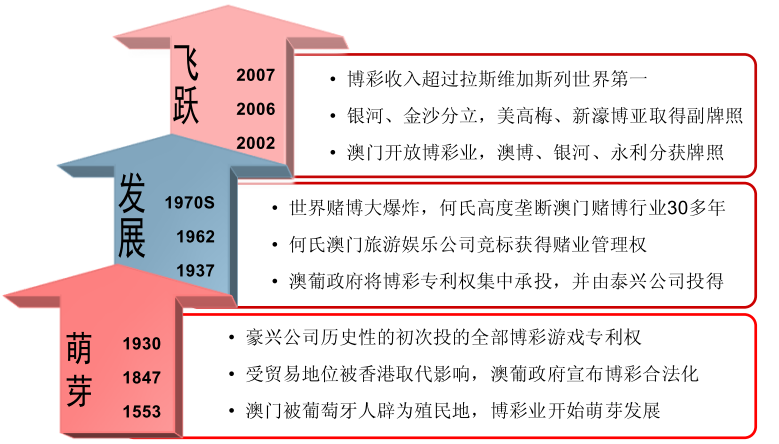 飞跃
2007
• 博彩收入超过拉斯维加斯列世界第一
2006
• 银河、金沙分立，美高梅、新濠博亚取得副牌照
2002
• 澳门开放博彩业，澳博、银河、永利分获牌照
发展
1970S
• 世界赌博大爆炸，何氏高度垄断澳门赌博行业30多年
1962
• 何氏澳门旅游娱乐公司竞标获得赌业管理权
1937
• 澳葡政府将博彩专利权集中承投，并由泰兴公司投得
萌芽
1930
• 豪兴公司历史性的初次投的全部博彩游戏专利权
1847
• 受贸易地位被香港取代影响，澳葡政府宣布博彩合法化
1553
• 澳门被葡萄牙人辟为殖民地，博彩业开始萌芽发展